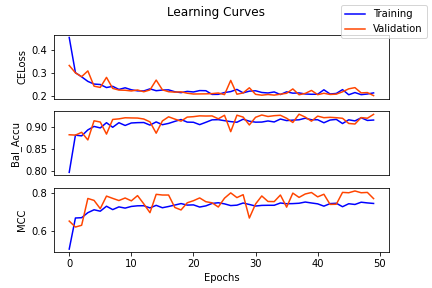 Learning Curves
Training
Validation
CELoss
0.4
0.3
0.2
Bal_Accu
0.90
0.85
0.80
MCC
0.8
0.6
0 10 20 30 40 50
Epochs